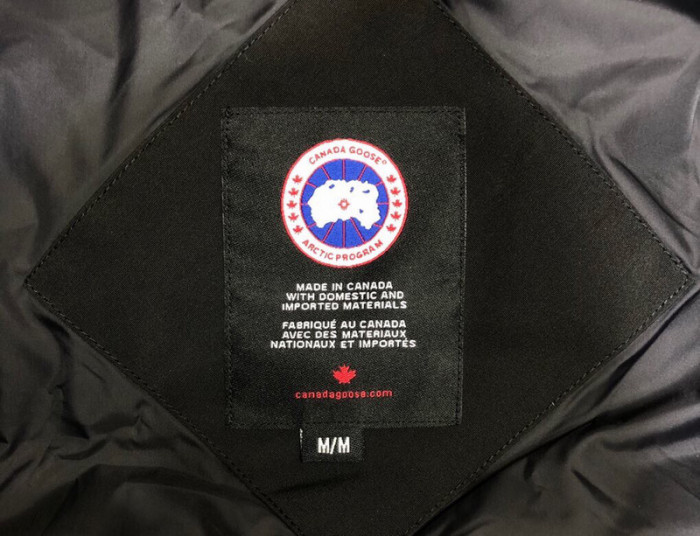 CANADA GOOSE®
ARCTIC PROGRAM
MADE IN CANADA
WITH DOMESTIC AND
IMPORTED MATERIALS
FABRIQUÉ AU CANADA
AVEC DES MATERIAUX
NATIONAUX ET IMPORTÉS
canadagoose.com
M/M